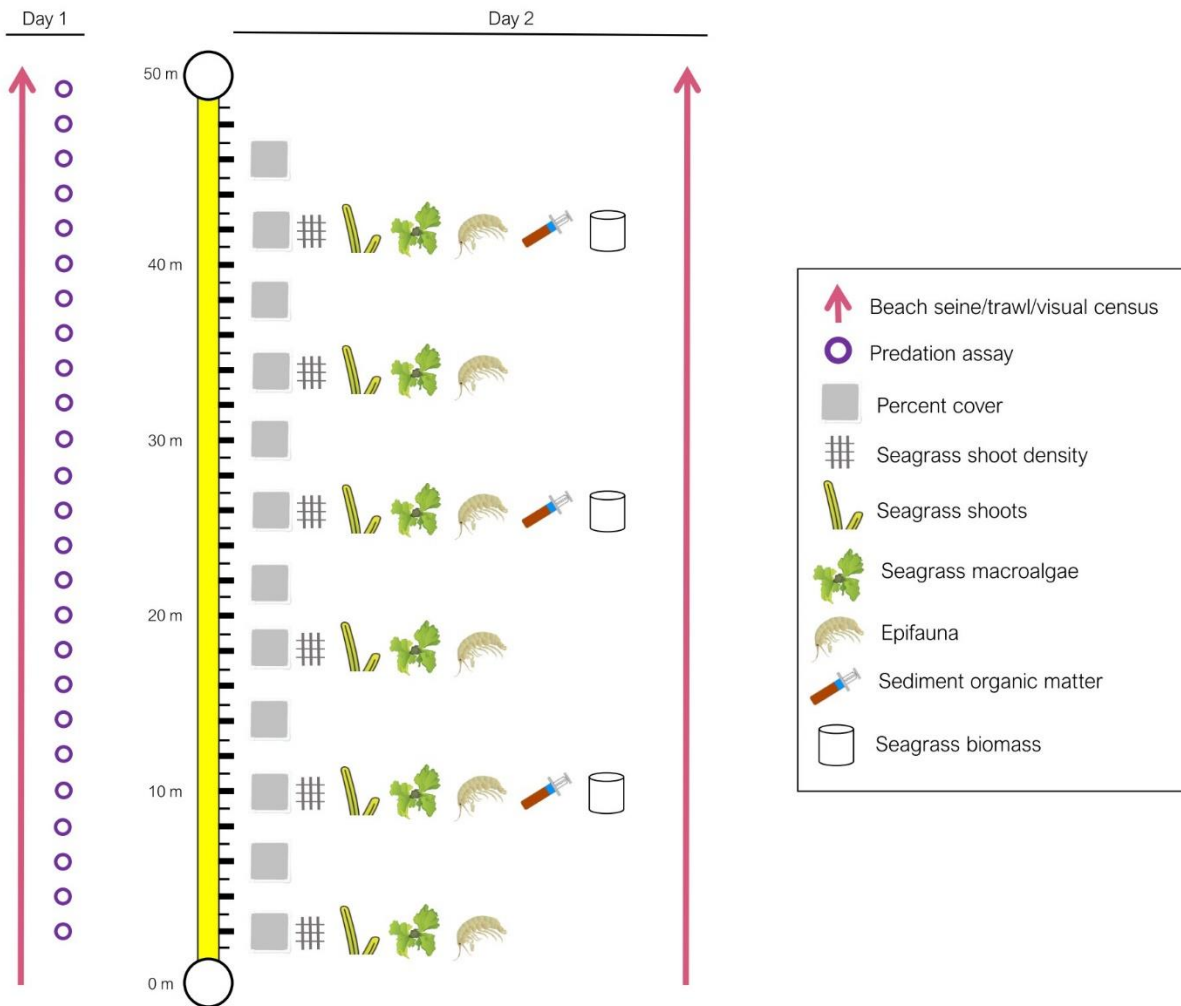 Day 1
Day 2
50 m
40 m
30 m
20 m
10 m
0 m
Beach seine/trawl/visual census
Predation assay
Percent cover
Seagrass shoot density
Seagrass shoots
Seagrass macroalgae
Epifauna
Sediment organic matter
Seagrass biomass